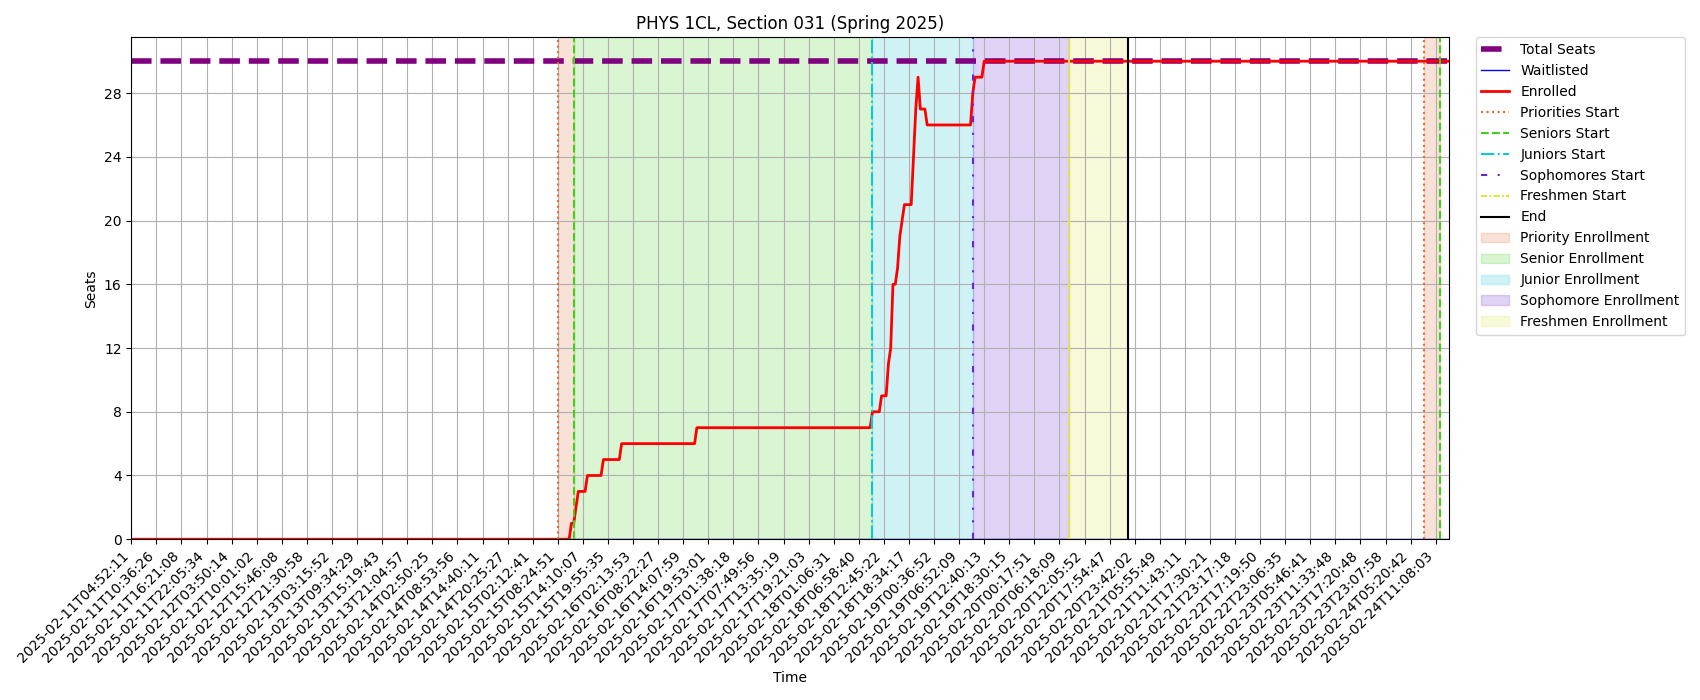 PHYS 1CL, Section 031 (Spring 2025)
Seats
28
24
20
16
12
8
4
0
2025-02-11T04:52:11
2025-02-11T10:36:26
2025-02-11T16:21:08
2025-02-11T22:05:34
2025-02-12T03:50:14
2025-02-12T10:01:02
2025-02-12T15:46:08
2025-02-12T21:30:58
2025-02-13T03:15:52
2025-02-13T09:34:29
2025-02-13T15:19:43
2025-02-13T21:04:57
2025-02-14T02:50:25
2025-02-14T08:53:56
2025-02-14T14:40:11
2025-02-14T20:25:27
2025-02-15T02:12:41
2025-02-15T08:24:51
2025-02-15T14:10:07
2025-02-15T19:55:35
2025-02-16T02:13:53
2025-02-16T08:22:27
2025-02-16T14:07:59
2025-02-16T19:53:01
2025-02-17T01:38:18
2025-02-17T07:49:56
2025-02-17T13:35:19
2025-02-17T19:21:03
2025-02-18T01:06:31
2025-02-18T06:58:40
2025-02-18T12:45:22
2025-02-18T18:34:17
2025-02-19T00:36:52
2025-02-19T06:52:09
2025-02-19T12:40:13
2025-02-19T18:30:15
2025-02-20T00:17:51
2025-02-20T06:18:09
2025-02-20T12:05:52
2025-02-20T17:54:47
2025-02-20T23:42:02
2025-02-21T05:55:49
2025-02-21T11:43:11
2025-02-21T17:30:21
2025-02-21T23:17:18
2025-02-22T17:19:50
2025-02-22T23:06:35
2025-02-23T05:46:41
2025-02-23T11:33:48
2025-02-23T17:20:48
2025-02-23T23:07:58
2025-02-24T05:20:42
2025-02-24T11:08:03
Time
Total Seats
Waitlisted
Enrolled
Priorities Start
Seniors Start
Juniors Start
Sophomores Start
Freshmen Start
End
Priority Enrollment
Senior Enrollment
Junior Enrollment
Sophomore Enrollment
Freshmen Enrollment